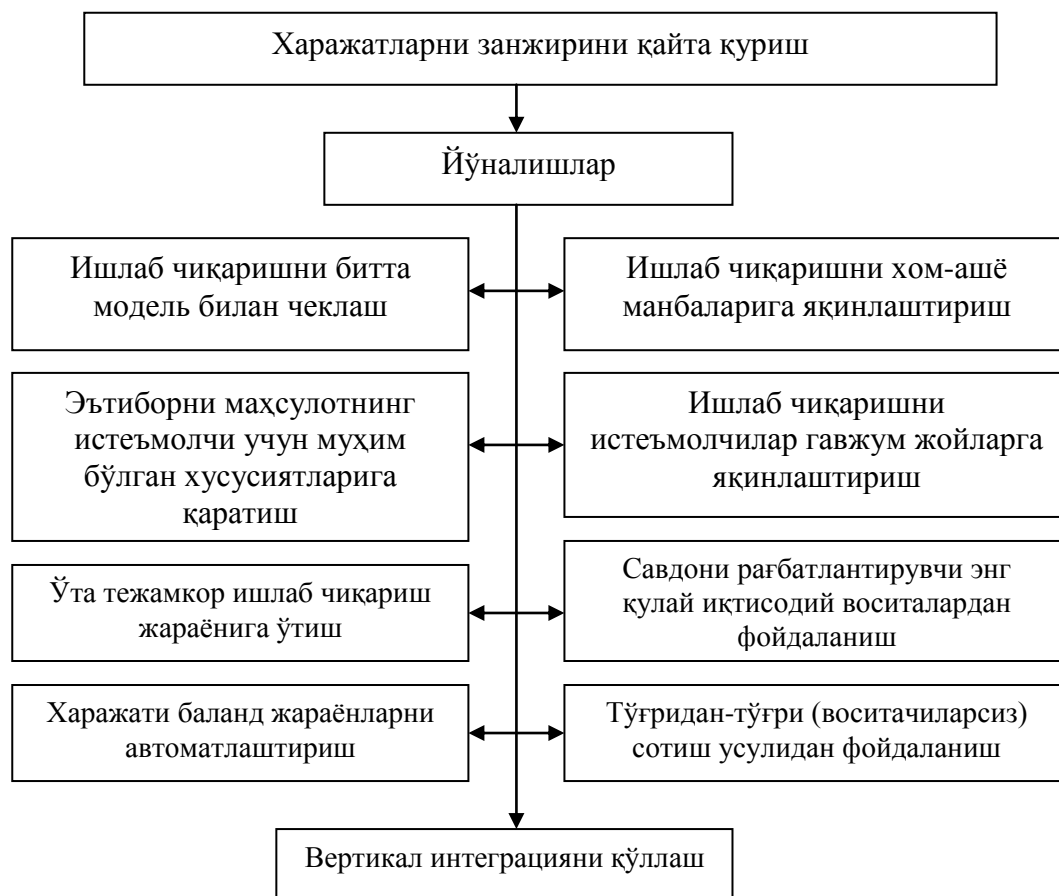 Харажатларни занжирини қайта қуриш
Йўналишлар
Ишлаб чиқаришни битта
модель билан чеклаш
Ишлаб чиқаришни хом-ашё
манбаларига яқинлаштириш
Эътиборни маҳсулотнинг
истеъмолчи учун муҳим
бўлган хусусиятларига
қаратиш
Ишлаб чиқаришни
истеъмолчилар гавжум жойларга
яқинлаштириш
Ўта тежамкор ишлаб чиқариш
жараёнига ўтиш
Савдони рағбатлантирувчи энг
қулай иқтисодий воситалардан
фойдаланиш
Харажати баланд жараёнларни
автоматлаштириш
Тўғридан-тўғри (воситачиларсиз)
сотиш усулидан фойдаланиш
Вертикал интеграцияни қўллаш